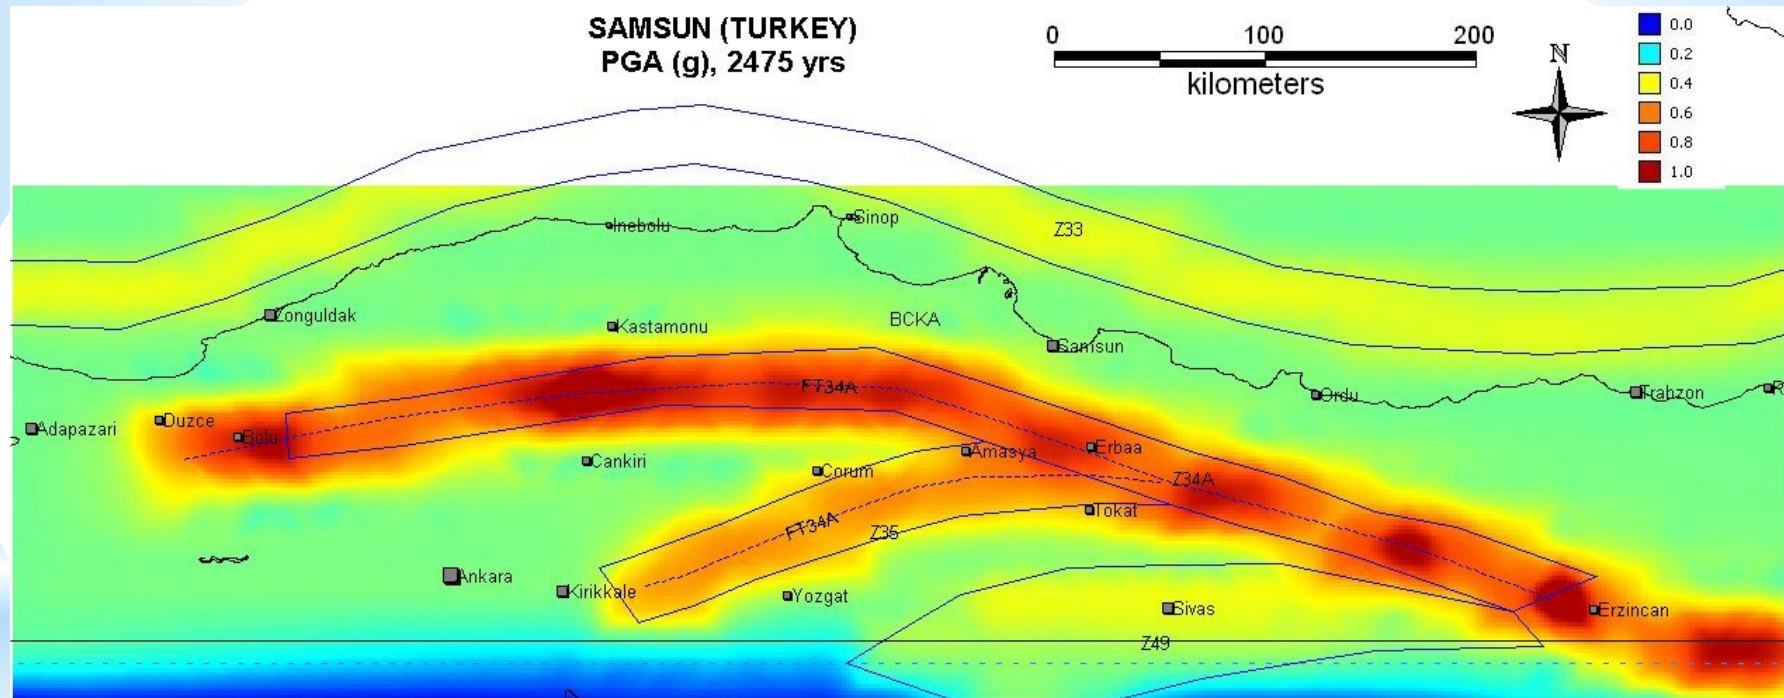 SAMSUN (TURKEY)
PGA (g), 2475 yrs
0 100 200
kilometers
N
0.0
0.2
0.4
0.6
0.8
1.0
Sinop
Inebolu
Z33
Zonguldak
Kastamonu
BCKA
Samsun
FT34A
Ordu
Trabzon
Duzce
Adapazari
Bolu
Erbaa
Amasya
Cankiri
Corum
Z34A
Tokat
FT34A
Z35
Ankara
Kirikkale
Yozgat
Sivas
Erzincan
Z49